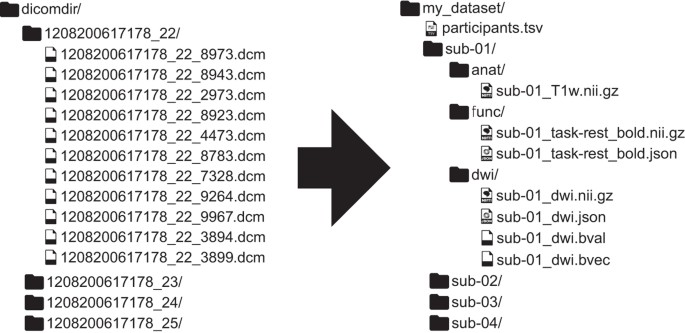 dicomdir/
1208200617178_22/
1208200617178_22_8973.dcm
1208200617178_22_8943.dcm
1208200617178_22_2973.dcm
1208200617178_22_8923.dcm
1208200617178_22_4473.dcm
1208200617178_22_8783.dcm
1208200617178_22_7328.dcm
1208200617178_22_9264.dcm
1208200617178_22_9967.dcm
1208200617178_22_3894.dcm
1208200617178_22_3899.dcm
1208200617178_23/
1208200617178_24/
1208200617178_25/
my_dataset/
participants.tsv
sub-01/
anat/
sub-01_T1w.nii.gz
func/
sub-01_task-rest_bold.nii.gz
sub-01_task-rest_bold.json
dwi/
sub-01_dwi.nii.gz
sub-01_dwi.json
sub-01_dwi.bval
sub-01_dwi.bvec
sub-02/
sub-03/
sub-04/